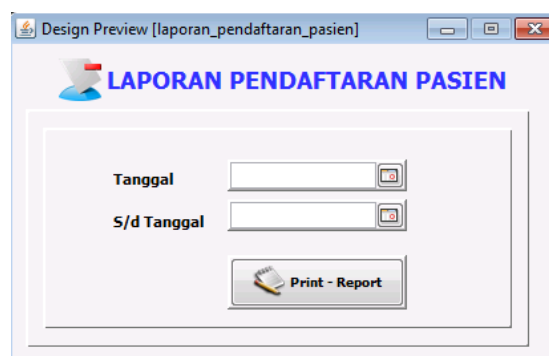 Design Preview [laporan_pendaftaran_pasien]
LAPORAN PENDAFTARAN PASIEN
Tanggal
S/d Tanggal
Print - Report